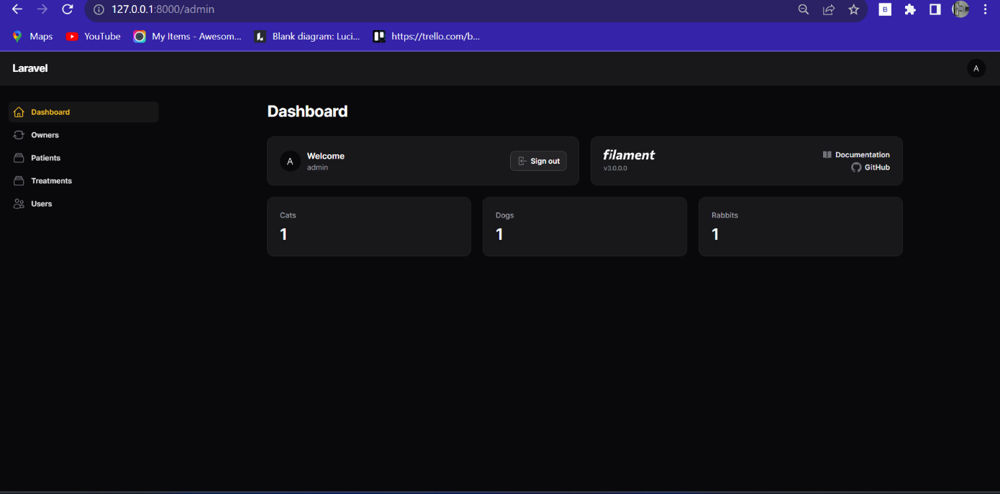 127.0.0.1:8000/admin
B
Maps YouTube My Items - Awesom... Blank diagram: Luci... https://trello.com/b...
Laravel
A
Dashboard
Owners
Patients
Treatments
Users
Dashboard
A
Welcome
admin
Sign out
filament
v3.0.0.0
Documentation
GitHub
Cats
1
Dogs
1
Rabbits
1